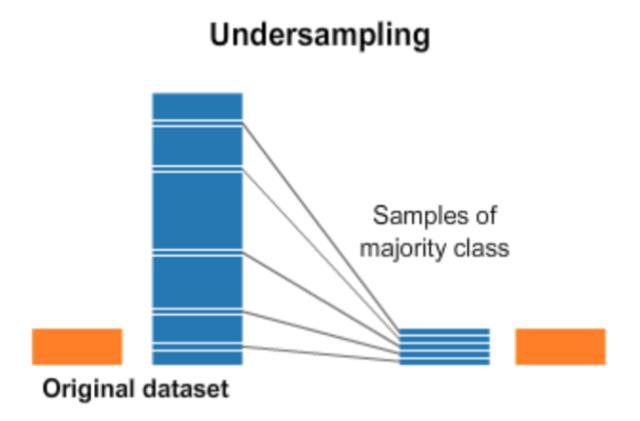 Undersampling
Samples of
majority class
Original dataset